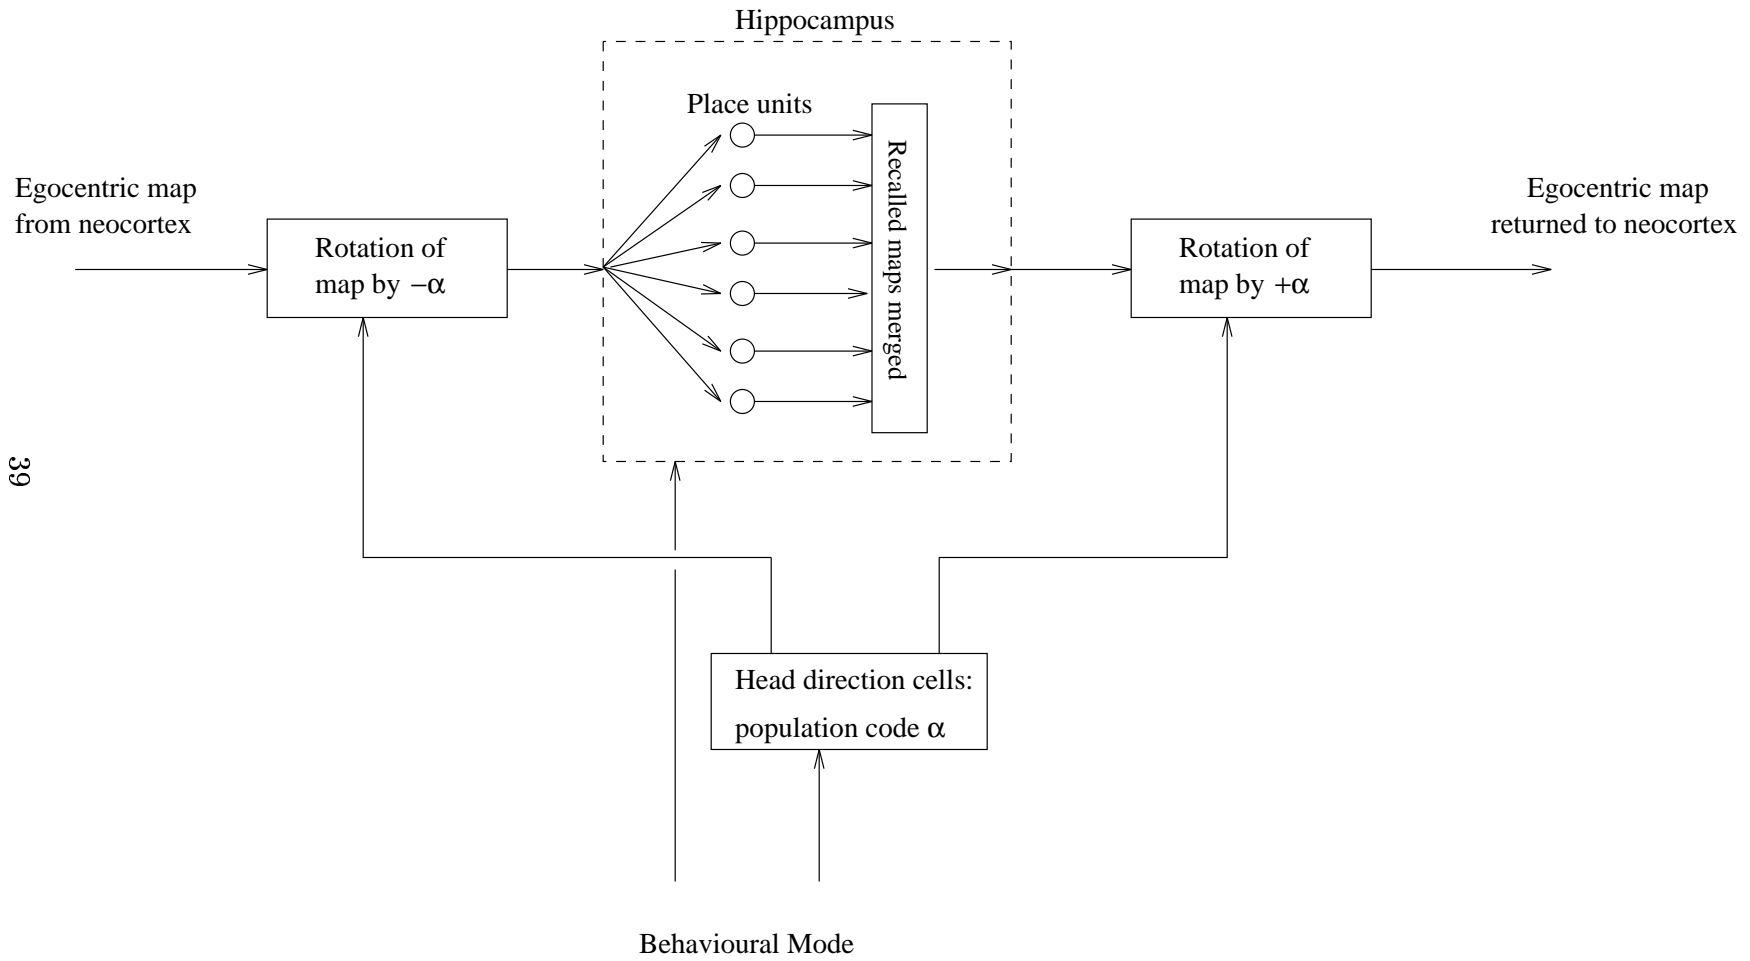 Hippocampus
Place units
Egocentric map
from neocortex
Rotation of
map by −α
Recalled maps merged
Rotation of
map by +α
Egocentric map
returned to neocortex
39
Head direction cells:
population code α
Behavioural Mode